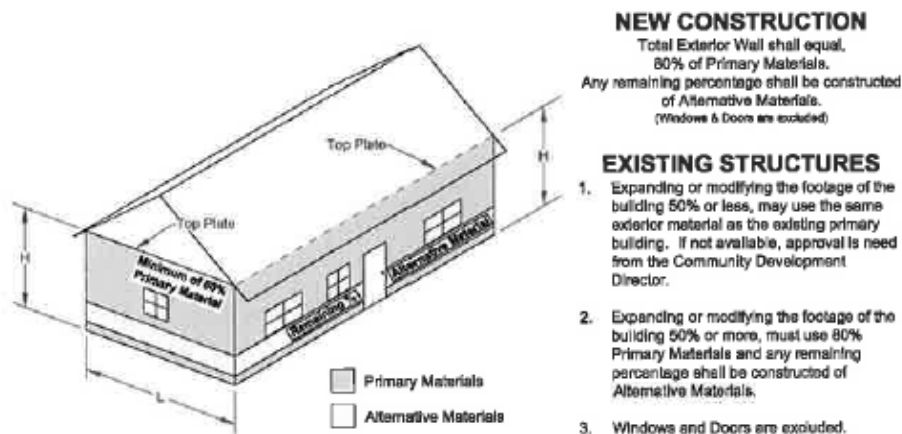 NEW CONSTRUCTION
Total Exterior Wall shall equal,
80% of Primary Materials.
Any remaining percentage shall be constructed
of Alternative Materials.
(Windows & Doors are excluded)
EXISTING STRUCTURES
1. Expanding or modifying the footage of the
building 50% or less, may use the same
exterior material as the existing primary
building. If not available, approval is need
from the Community Development
Director.
2. Expanding or modifying the footage of the
building 50% or more, must use 80%
Primary Materials and any remaining
percentage shall be constructed of
Alternative Materials.
3. Windows and Doors are excluded.
Top Plate
H
Top Plate
H
Minimum of 80%
Primary Material
Remaining %
Alternative Material
L
Primary Materials
Alternative Materials